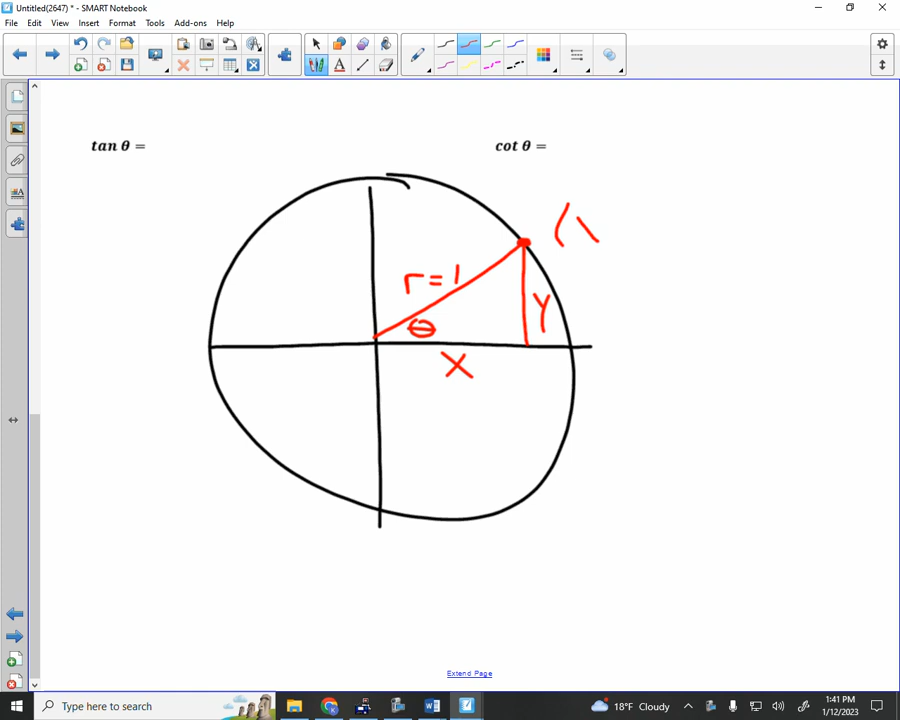 Untitled(2647) * - SMART Notebook
File Edit View Insert Format Tools Add-ons Help
tan θ =
cot θ =
r = 1
θ
y
x
Extend Page
Type here to search
18°F Cloudy
1:41 PM
1/12/2023